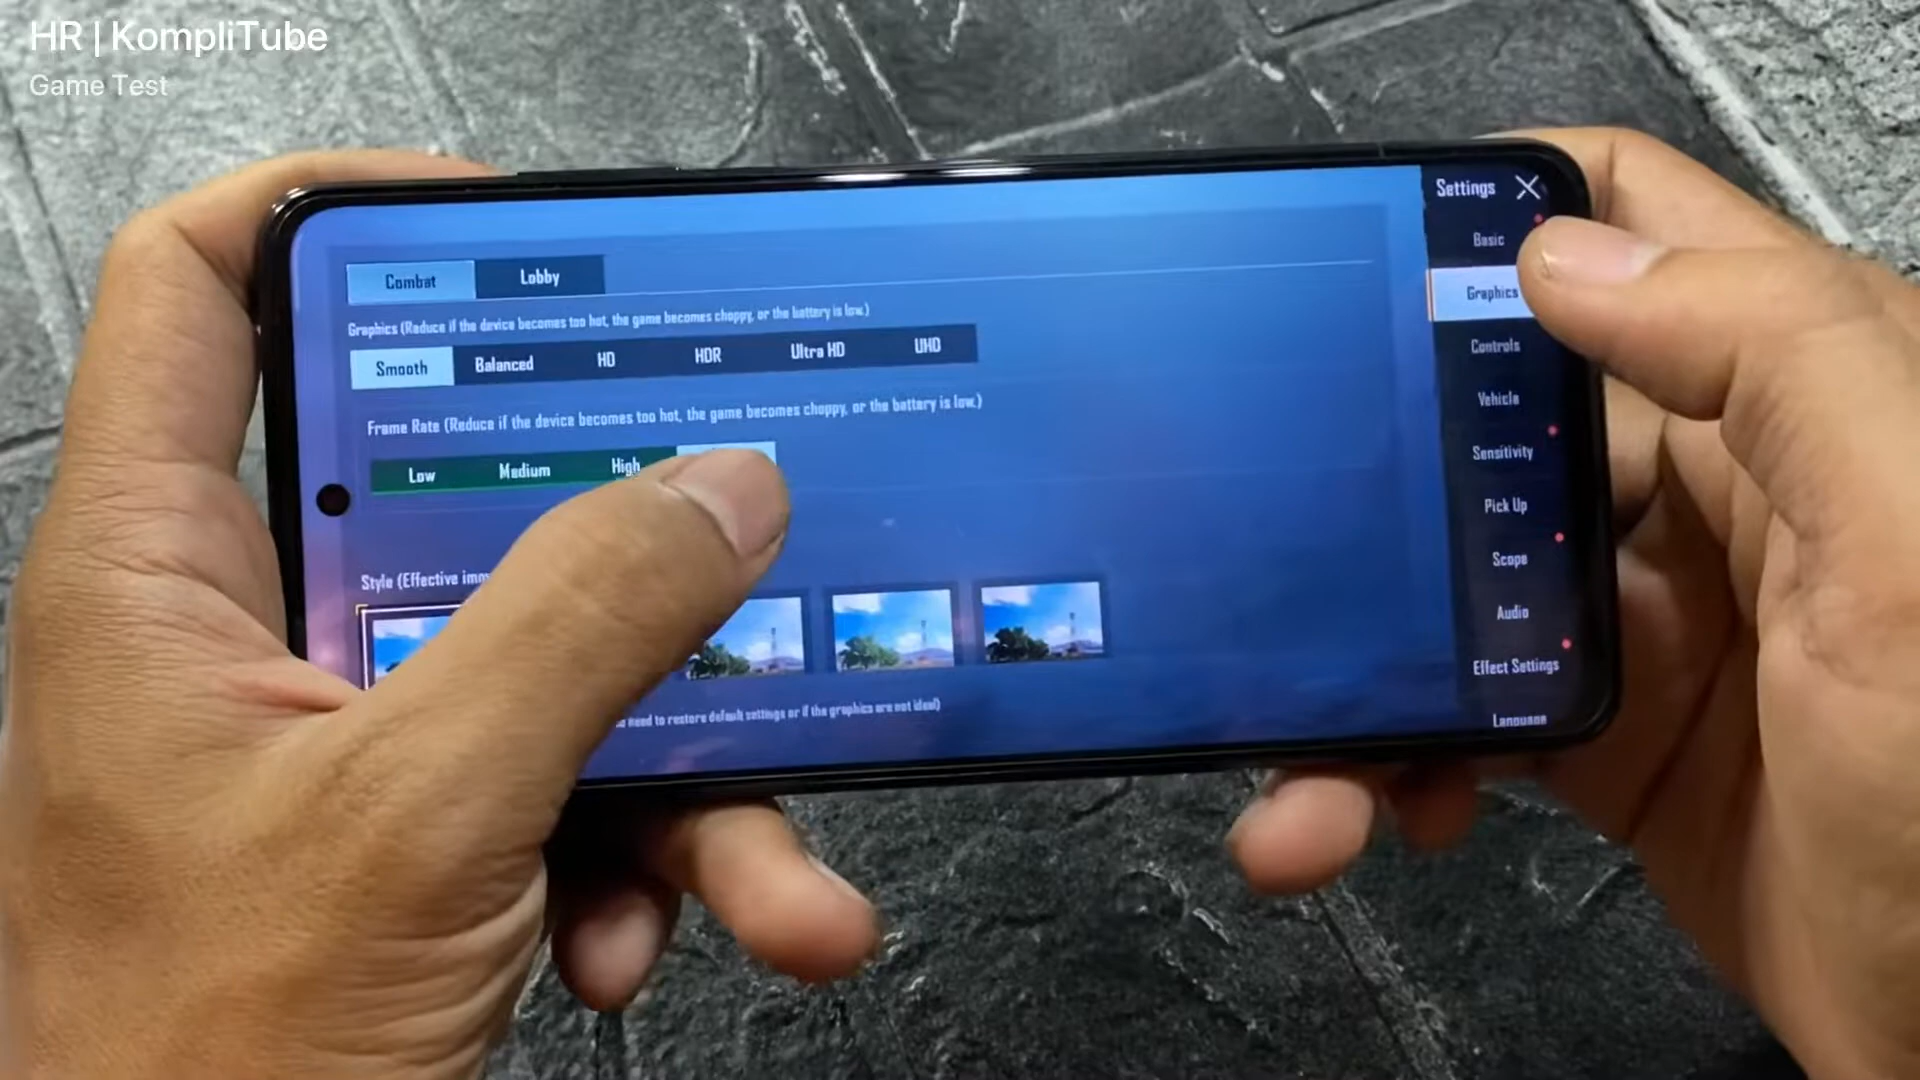 HR | KompliTube
Game Test
Settings X
Basic
Graphics
Controls
Vehicle
Sensitivity
Pick Up
Scope
Audio
Effect Settings
Language
Combat Lobby
Graphics (Reduce if the device becomes too hot, the game becomes choppy, or the battery is low.)
Smooth Balanced HD HDR Ultra HD UHD
Frame Rate (Reduce if the device becomes too hot, the game becomes choppy, or the battery is low.)
Low Medium High
Style (Effective
need to restore default settings or if the graphics are not ideal)